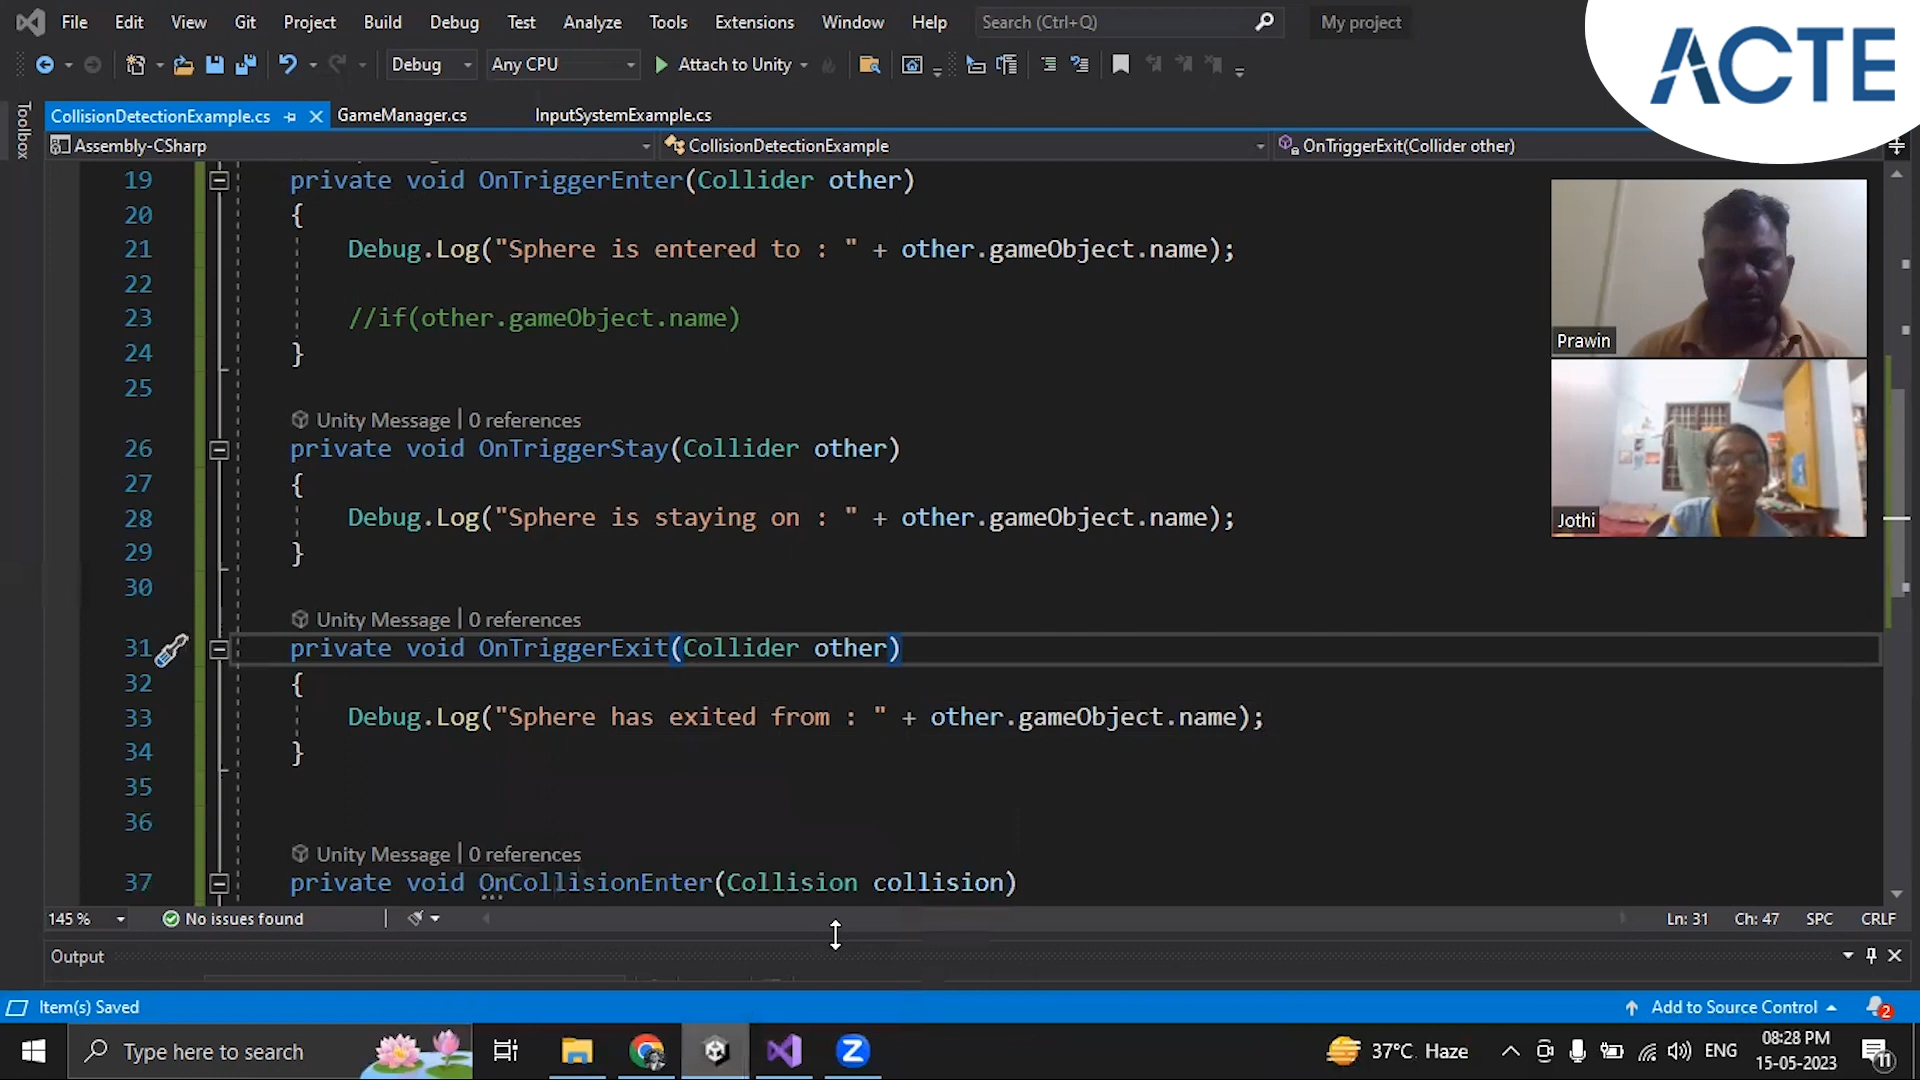 File Edit View Git Project Build Debug Test Analyze Tools Extensions Window Help Search (Ctrl+Q) My project
ACTE
Debug Any CPU Attach to Unity
Toolbox
CollisionDetectionExample.cs GameManager.cs InputSystemExample.cs
Assembly-CSharp CollisionDetectionExample OnTriggerExit(Collider other)
19 private void OnTriggerEnter(Collider other)
20 {
21 Debug.Log("Sphere is entered to : " + other.gameObject.name);
22
23 //if(other.gameObject.name)
24 }
25
Unity Message | 0 references
26 private void OnTriggerStay(Collider other)
27 {
28 Debug.Log("Sphere is staying on : " + other.gameObject.name);
29 }
30
Unity Message | 0 references
31 private void OnTriggerExit(Collider other)
32 {
33 Debug.Log("Sphere has exited from : " + other.gameObject.name);
34 }
35
36
Unity Message | 0 references
37 private void OnCollisionEnter(Collision collision)
Prawin
Jothi
145 % No issues found Ln: 31 Ch: 47 SPC CRLF
Output
Item(s) Saved Add to Source Control 2
Type here to search 37°C Haze ENG 08:28 PM
15-05-2023 11